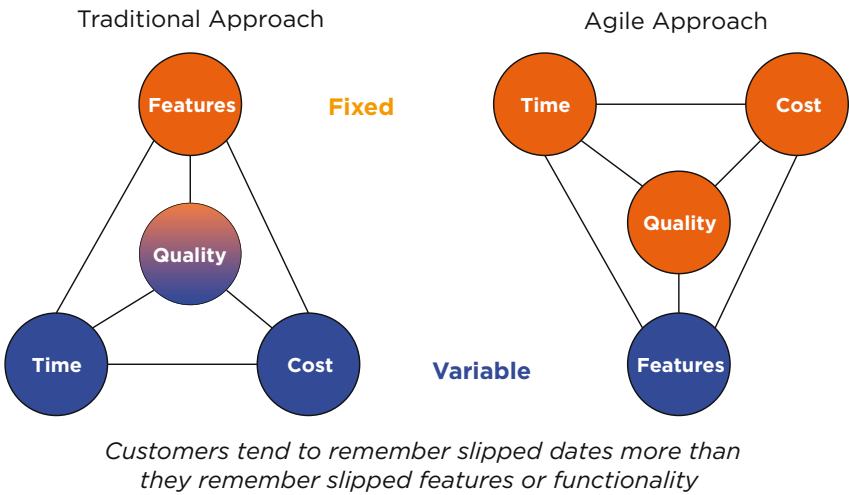 Traditional Approach
Agile Approach
Features
Fixed
Time
Cost
Quality
Quality
Time
Cost
Variable
Features
Customers tend to remember slipped dates more than
they remember slipped features or functionality